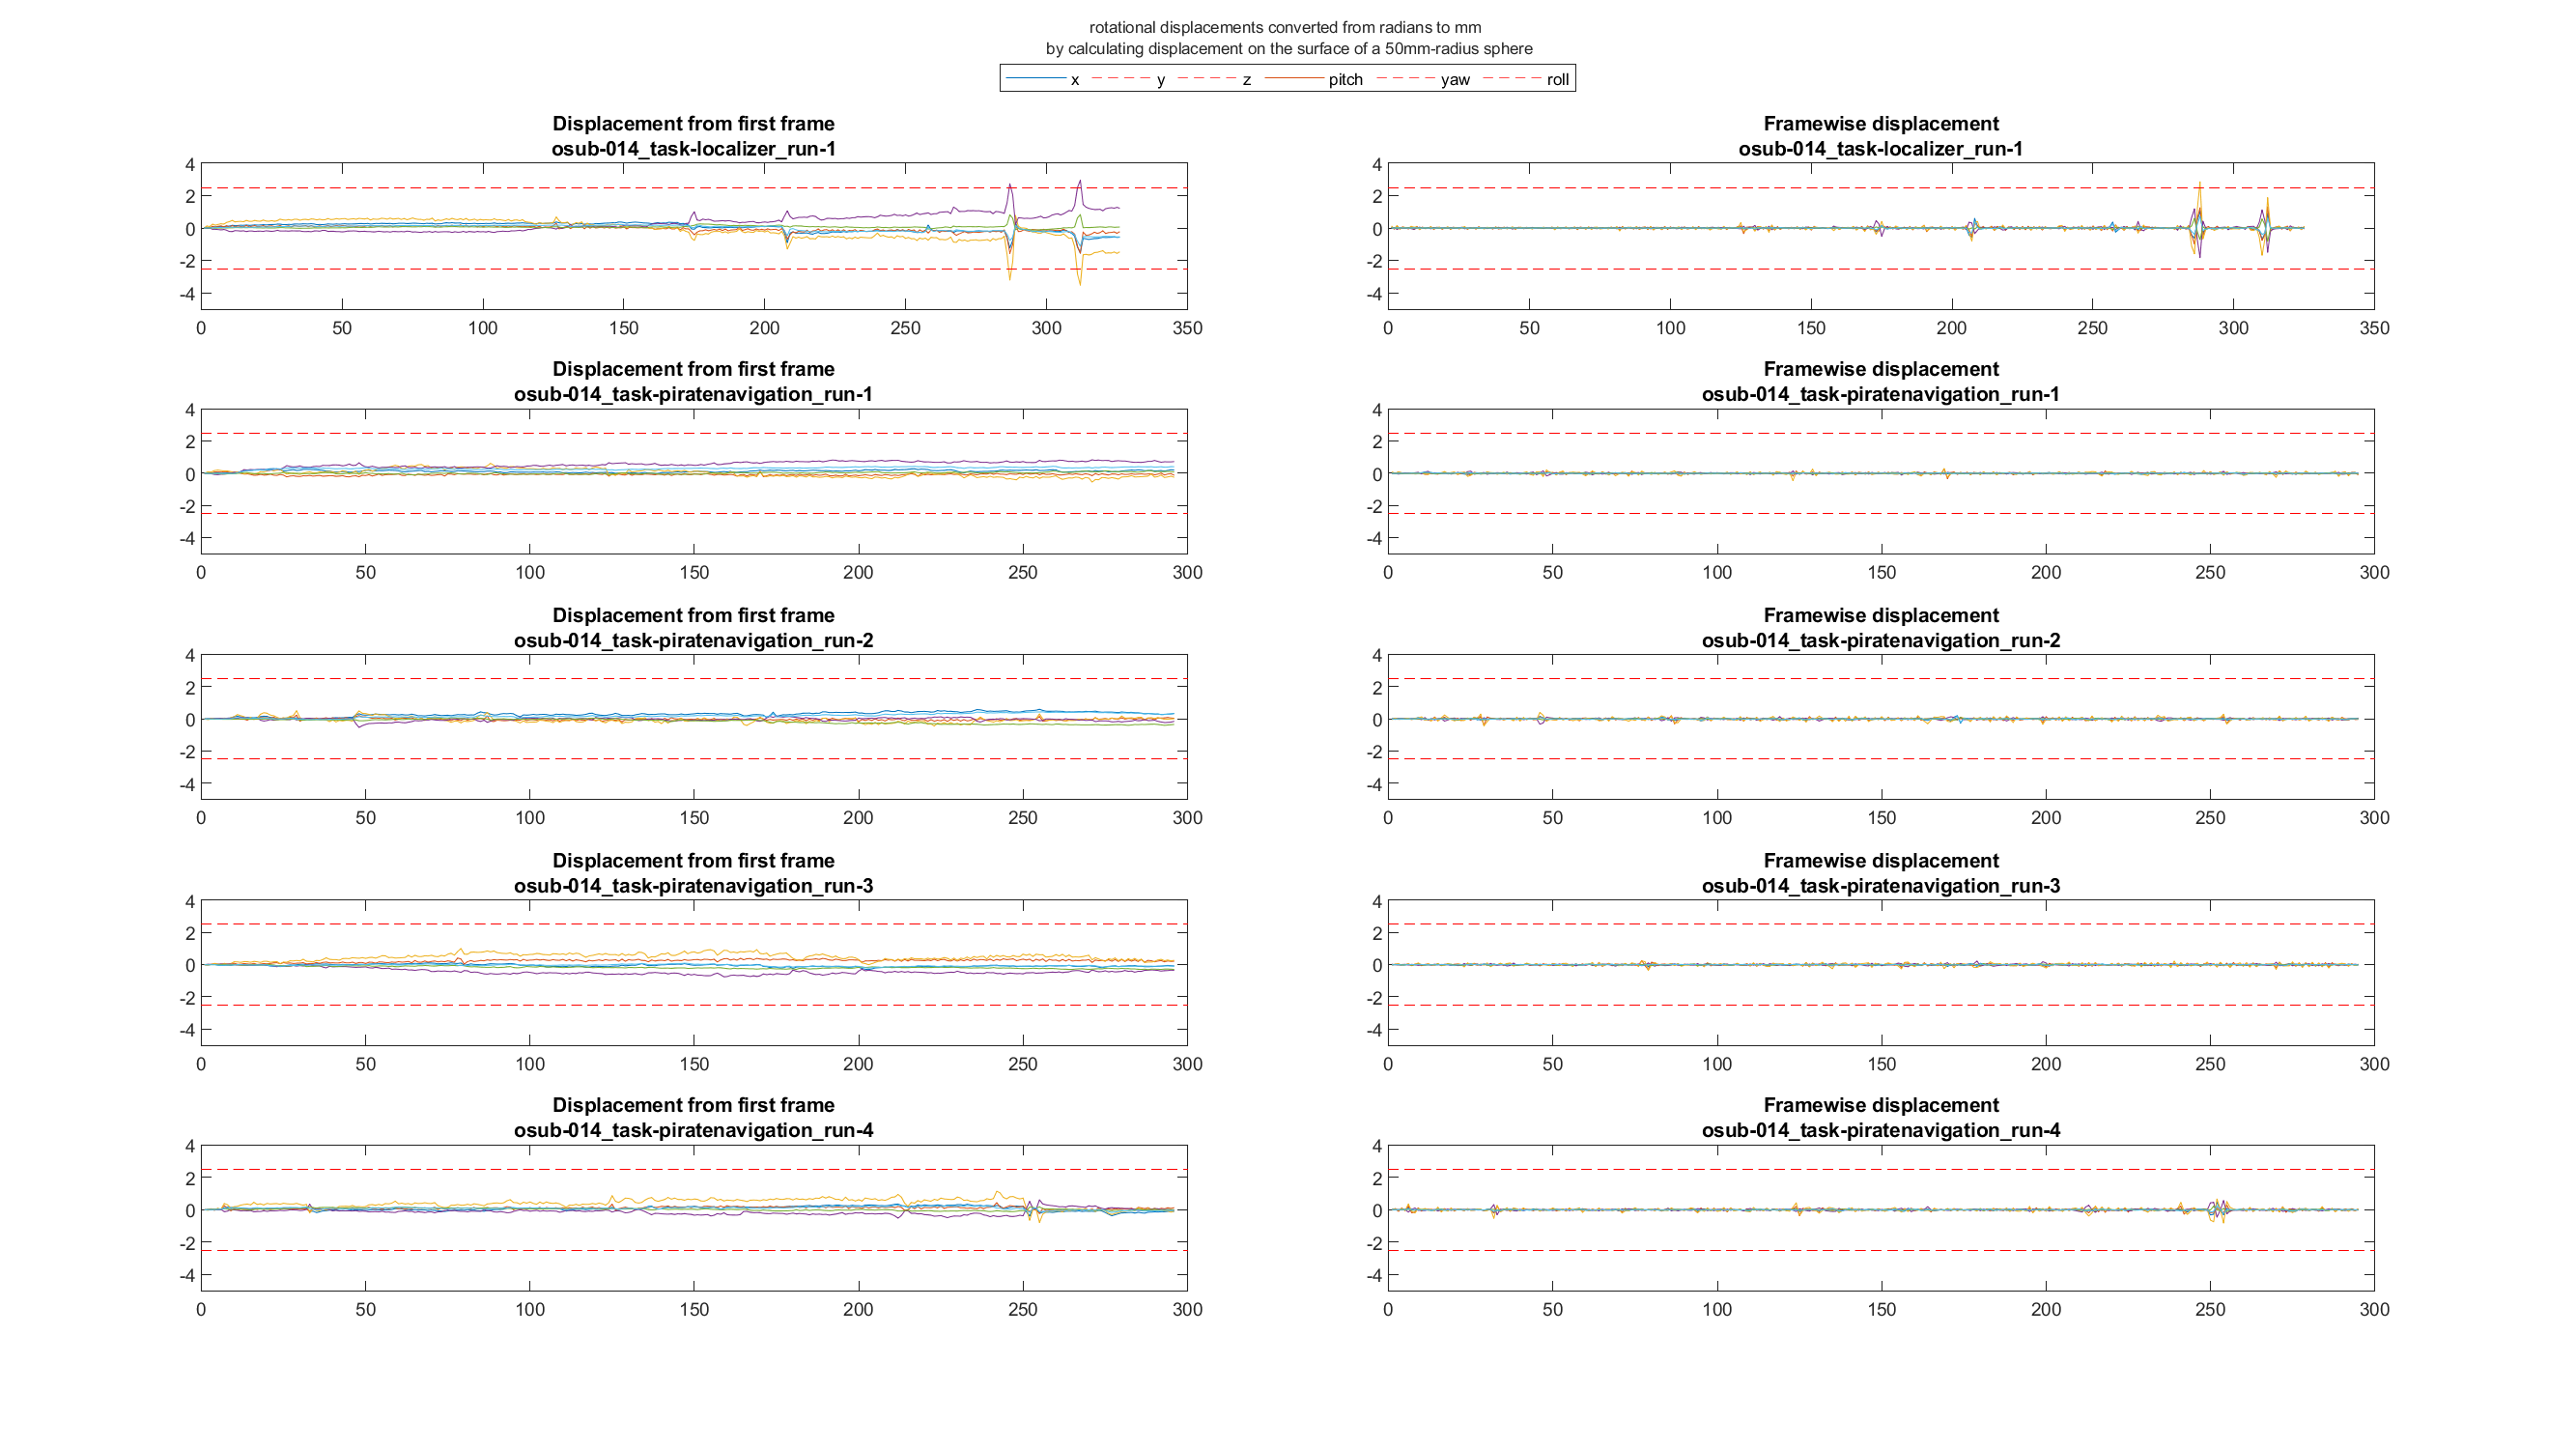 rotational displacements converted from radians to mm
by calculating displacement on the surface of a 50mm-radius sphere
x y z pitch yaw roll
Displacement from first frame
osub-014_task-localizer_run-1
4
2
0
-2
-4
0 50 100 150 200 250 300 350
Framewise displacement
osub-014_task-localizer_run-1
4
2
0
-2
-4
0 50 100 150 200 250 300 350
Displacement from first frame
osub-014_task-piratenavigation_run-1
4
2
0
-2
-4
0 50 100 150 200 250 300
Framewise displacement
osub-014_task-piratenavigation_run-1
4
2
0
-2
-4
0 50 100 150 200 250 300
Displacement from first frame
osub-014_task-piratenavigation_run-2
4
2
0
-2
-4
0 50 100 150 200 250 300
Framewise displacement
osub-014_task-piratenavigation_run-2
4
2
0
-2
-4
0 50 100 150 200 250 300
Displacement from first frame
osub-014_task-piratenavigation_run-3
4
2
0
-2
-4
0 50 100 150 200 250 300
Framewise displacement
osub-014_task-piratenavigation_run-3
4
2
0
-2
-4
0 50 100 150 200 250 300
Displacement from first frame
osub-014_task-piratenavigation_run-4
4
2
0
-2
-4
0 50 100 150 200 250 300
Framewise displacement
osub-014_task-piratenavigation_run-4
4
2
0
-2
-4
0 50 100 150 200 250 300